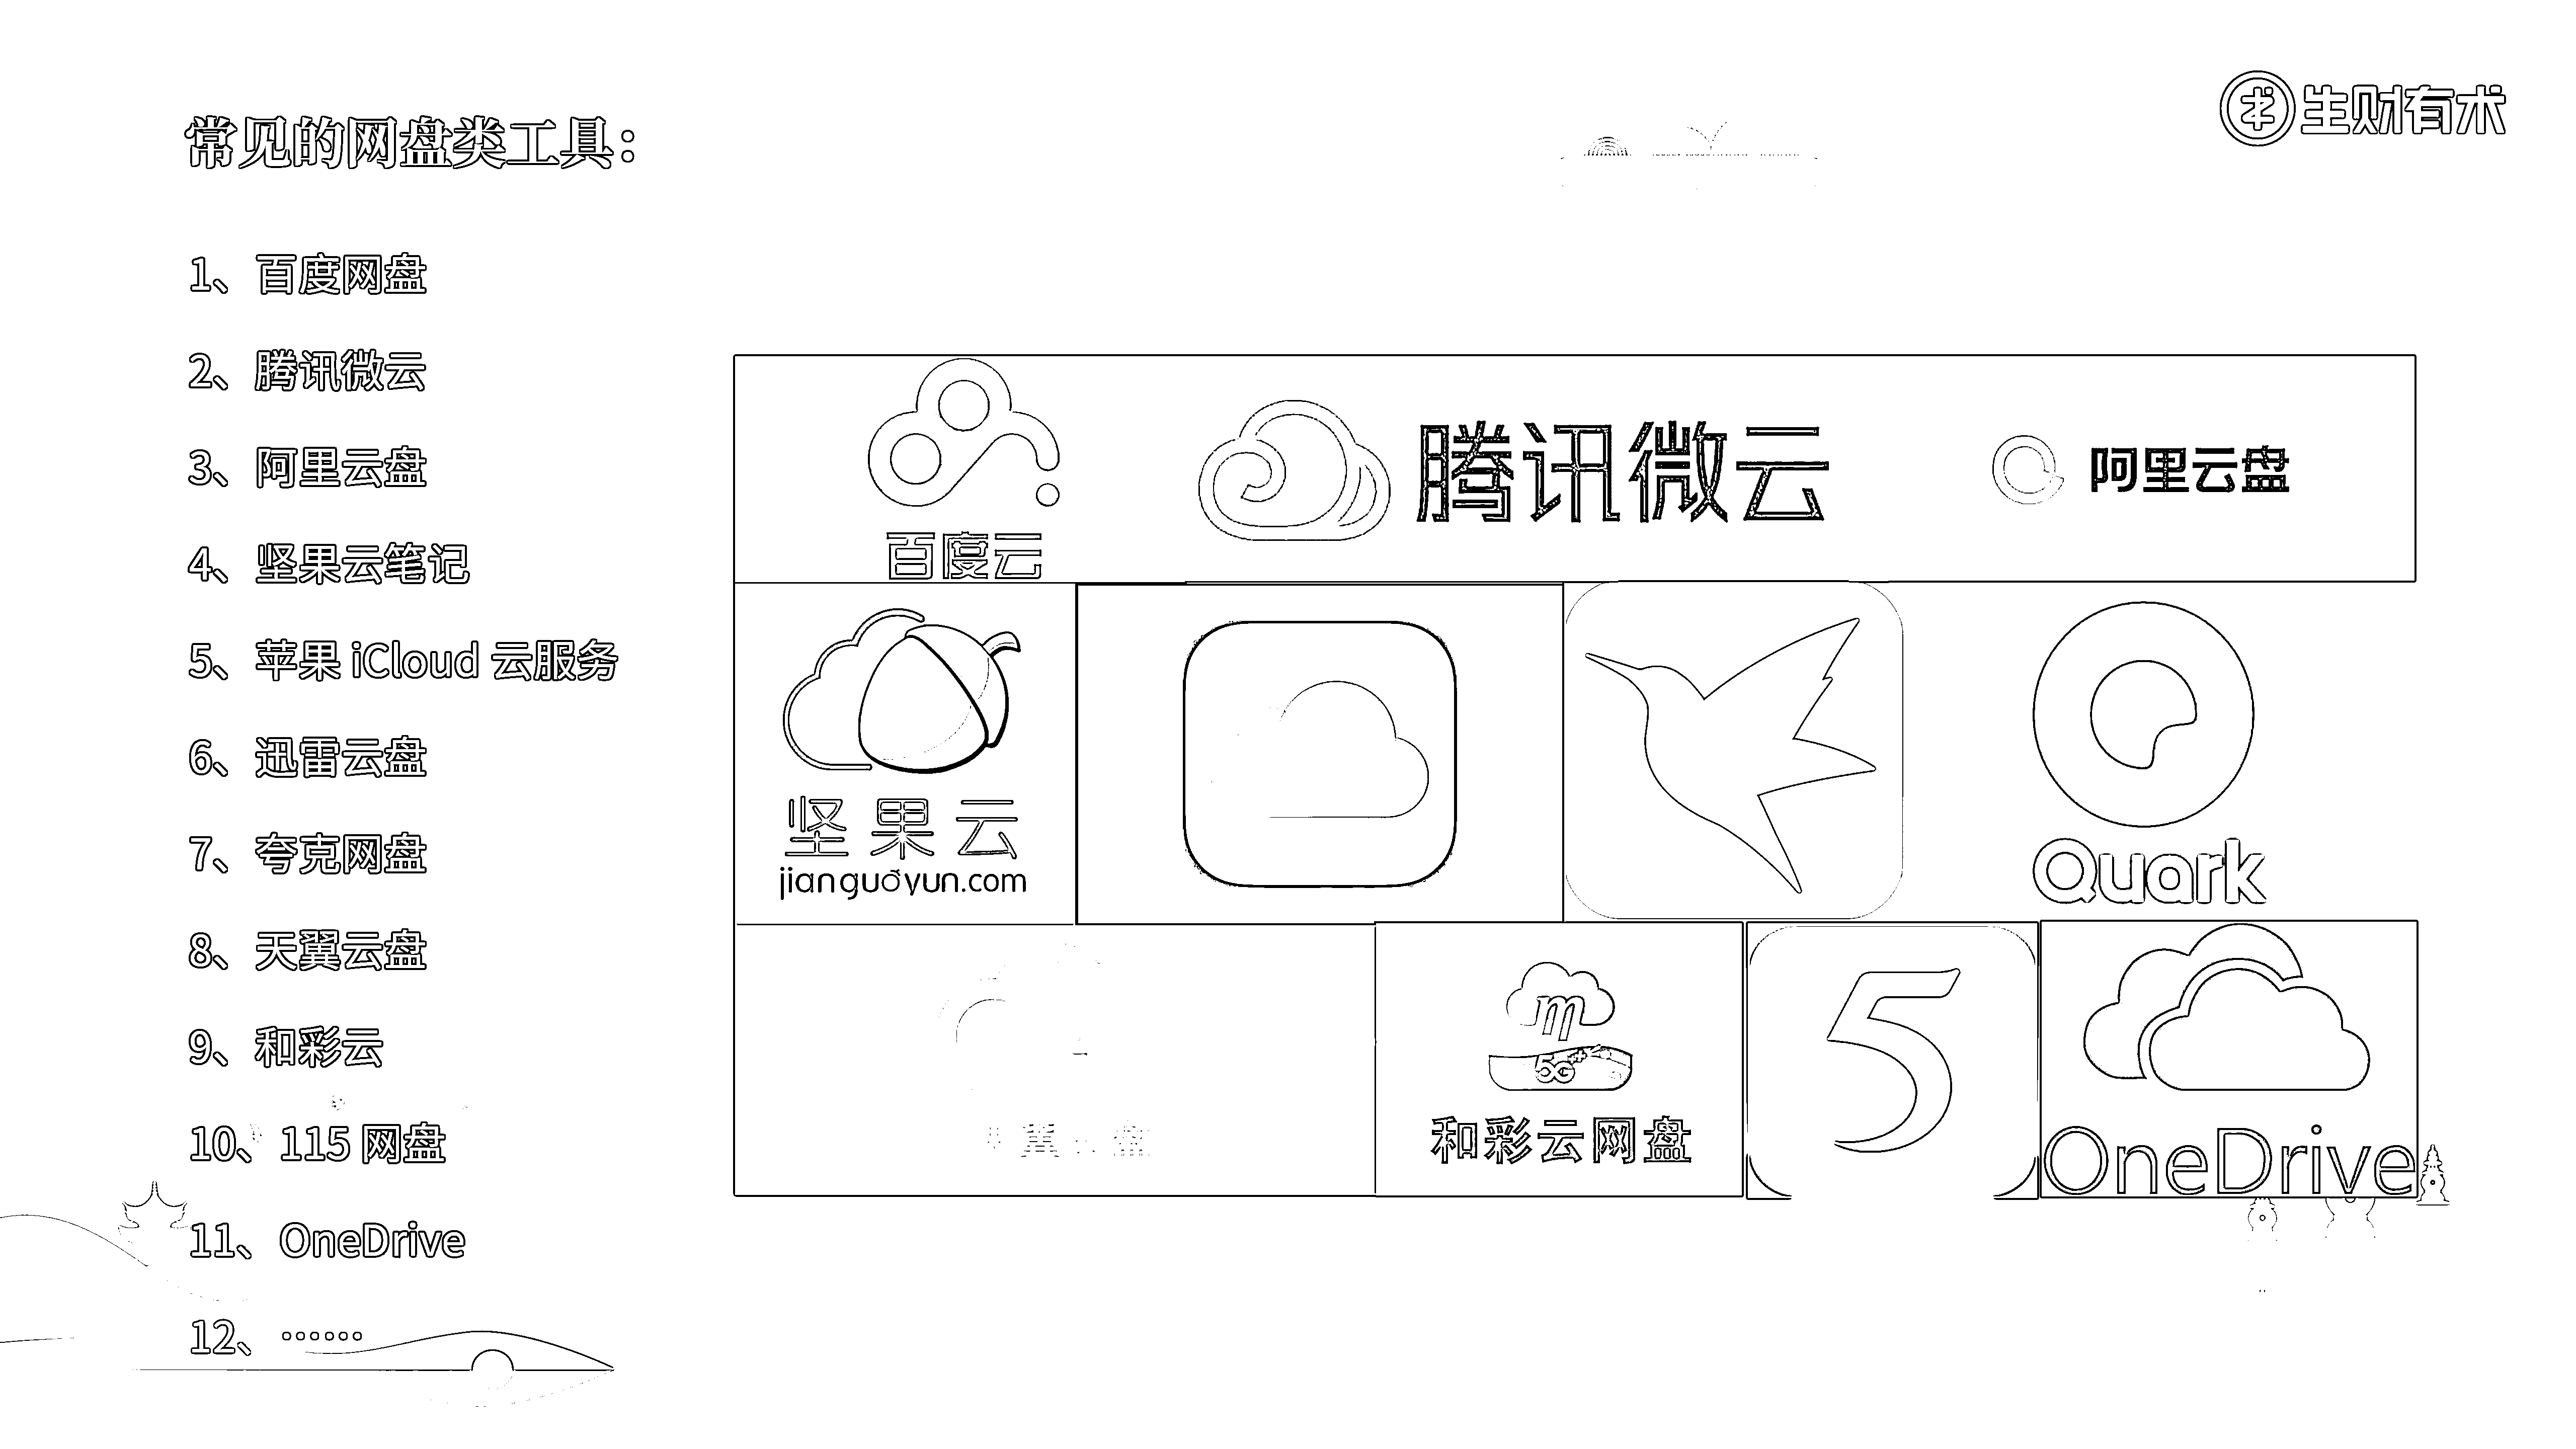 生财有术
常见的网盘类工具：
1、百度网盘
2、腾讯微云
3、阿里云盘
4、坚果云笔记
5、苹果 iCloud 云服务
6、迅雷云盘
7、夸克网盘
8、天翼云盘
9、和彩云
10、115 网盘
11、OneDrive
12、……
百度云
腾讯微云
阿里云盘
坚果云
jianguoyun.com
Quark
翼 盘
m
5G++
和彩云网盘
5
OneDrive